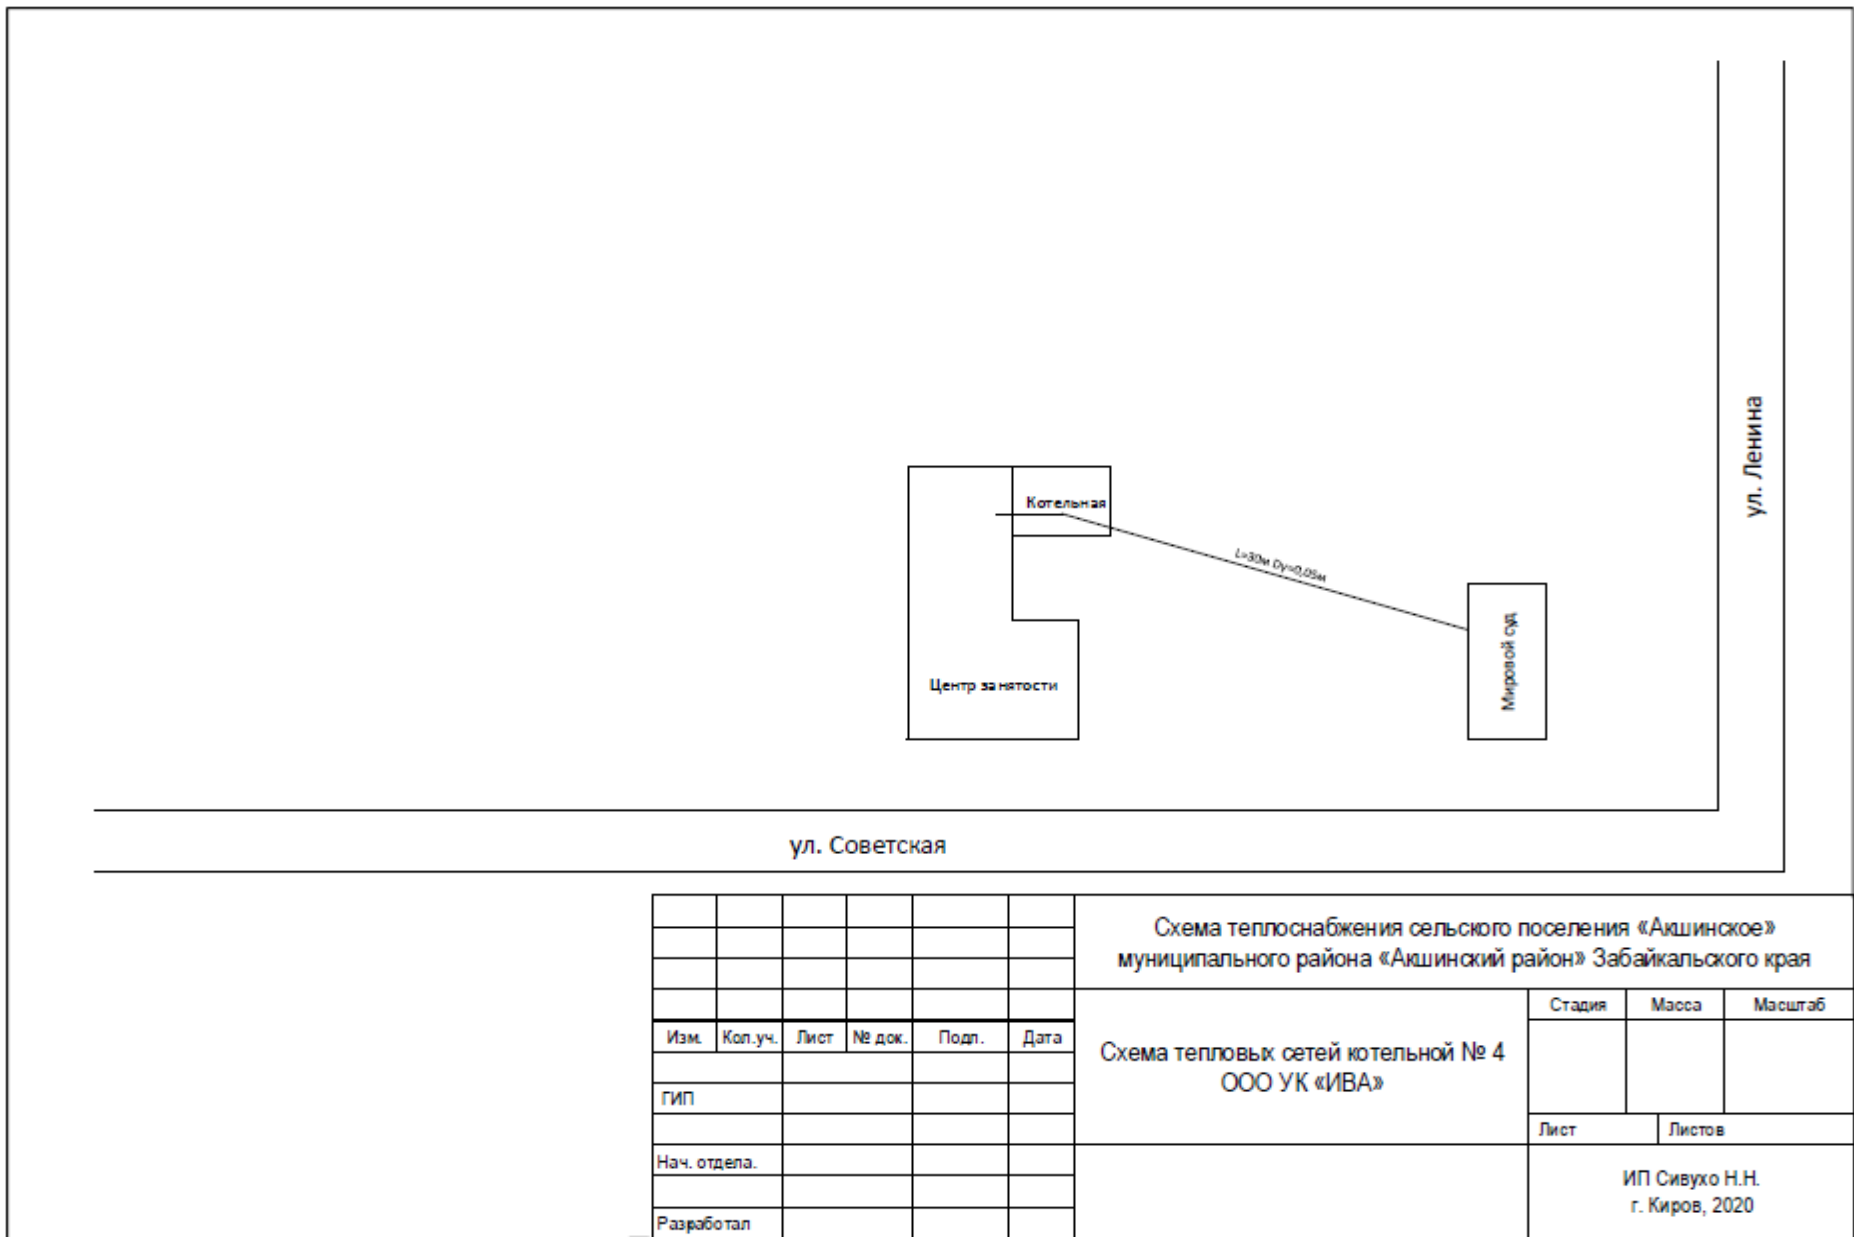 ул. Ленина
Котельная
L=30м Dу=0,05м
Мировой суд
Центр занятости
ул. Советская
Схема теплоснабжения сельского поселения «Акшинское»
муниципального района «Акшинский район» Забайкальского края
Стадия Масса Масштаб
Изм. Кол.уч. Лист № док. Подп. Дата
Схема тепловых сетей котельной № 4
ООО УК «ИВА»
ГИП
Лист Листов
Нач. отдела.
ИП Сивухо Н.Н.
г. Киров, 2020
Разработал